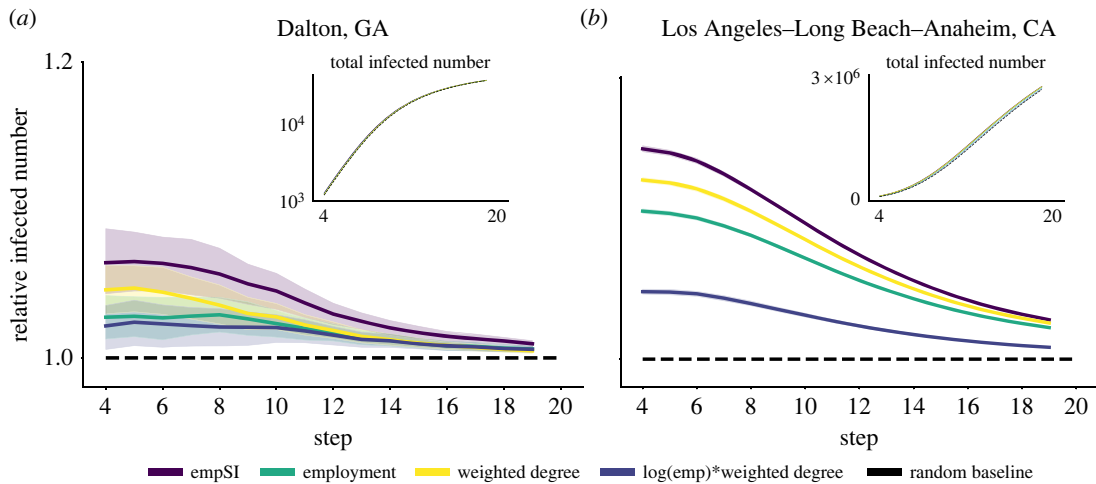 (a)
Dalton, GA
1.2
1.0
relative infected number
total infected number
10⁴
10³
4
20
4 6 8 10 12 14 16 18 20
step
(b)
Los Angeles–Long Beach–Anaheim, CA
total infected number
3 × 10⁶
0
4
20
4 6 8 10 12 14 16 18 20
step
empSI employment weighted degree log(emp)*weighted degree random baseline